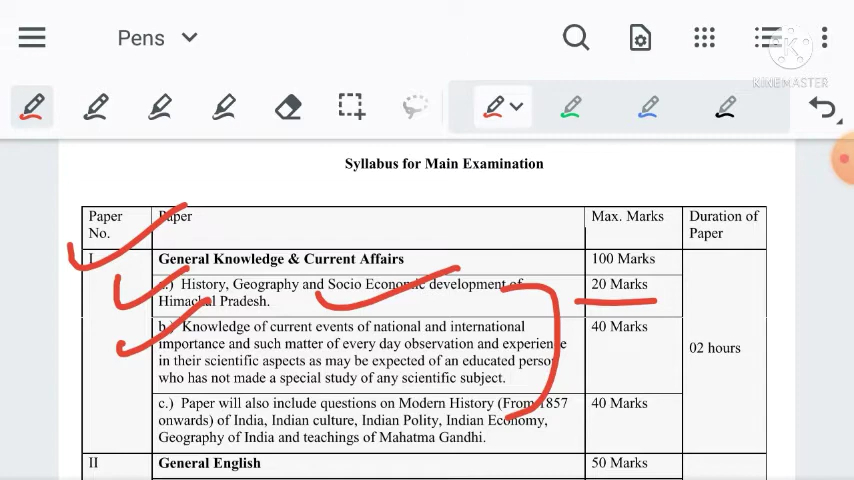 Pens
KINEMASTER
Syllabus for Main Examination
Paper No.
Paper
Max. Marks
Duration of Paper
I
General Knowledge & Current Affairs
100 Marks
a.) History, Geography and Socio Economic development of
Himachal Pradesh.
20 Marks
b.) Knowledge of current events of national and international
importance and such matter of every day observation and experience
in their scientific aspects as may be expected of an educated person
who has not made a special study of any scientific subject.
40 Marks
02 hours
c.) Paper will also include questions on Modern History (From 1857
onwards) of India, Indian culture, Indian Polity, Indian Economy,
Geography of India and teachings of Mahatma Gandhi.
40 Marks
II
General English
50 Marks